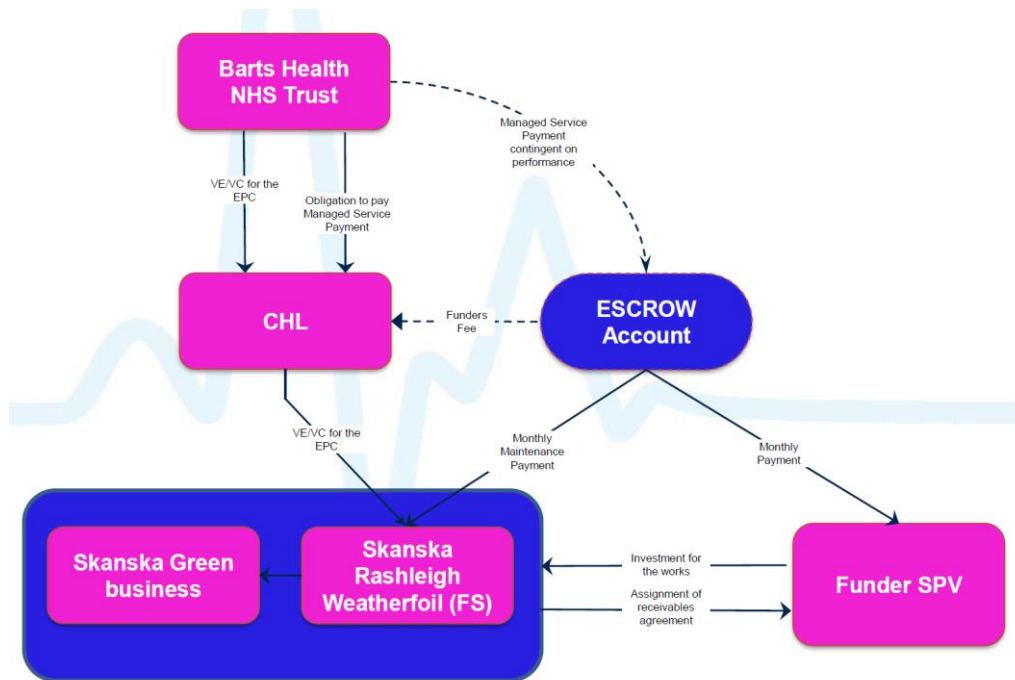 Barts Health
NHS Trust
Managed Service
Payment
contingent on
performance
VE/VC for the
EPC
Obligation to pay
Managed Service
Payment
CHL
Funders
Fee
ESCROW
Account
VE/VC for the
EPC
Monthly
Maintenance
Payment
Monthly
Payment
Skanska Green
business
Skanska
Rashleigh
Weatherfoil (FS)
Investment for
the works
Assignment of
receivables
agreement
Funder SPV